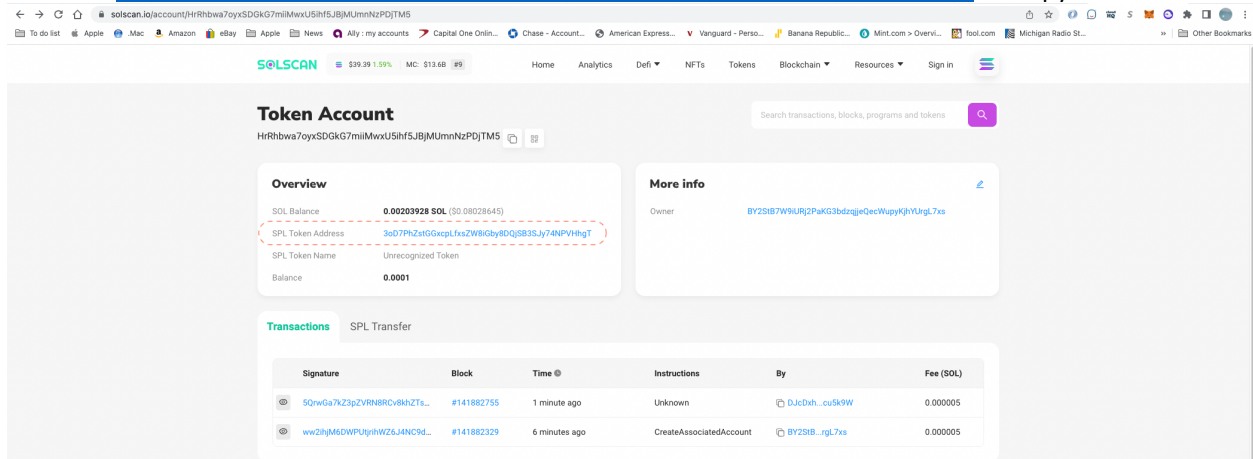 solscan.io/account/HrRhbwa7oyxSDGkG7miiMwxU5ihf5JBjMUmnNzPDjTM5
To do list Apple .Mac Amazon eBay Apple News Ally : my accounts Capital One Onlin... Chase - Account... American Express... Vanguard - Perso... Banana Republic... Mint.com > Overvi... fool.com Michigan Radio St... » Other Bookmarks
SOLSCAN $39.39 1.59% MC: $13.6B #9 Home Analytics Defi NFTs Tokens Blockchain Resources Sign in
Token Account
Search transactions, blocks, programs and tokens
HrRhbwa7oyxSDGkG7miiMwxU5ihf5JBjMUmnNzPDjTM5
Overview
SOL Balance 0.00203928 SOL ($0.08028645)
SPL Token Address 3oD7PhZstGGxcpLfxsZW8iGby8DQjSB3SJy74NPVHhgT
SPL Token Name Unrecognized Token
Balance 0.0001
More info
Owner BY2StB7W9iURj2PaKG3bdzqjjeQecWupyKjhYUrgL7xs
Transactions SPL Transfer
Signature Block Time Instructions By Fee (SOL)
5QrwGa7kZ3pZVRN8RCv8khZTs... #141882755 1 minute ago Unknown DJcDxh...cu5k9W 0.000005
ww2ihjM6DWPUtjrihWZ6J4NC9d... #141882329 6 minutes ago CreateAssociatedAccount BY2StB...rgL7xs 0.000005